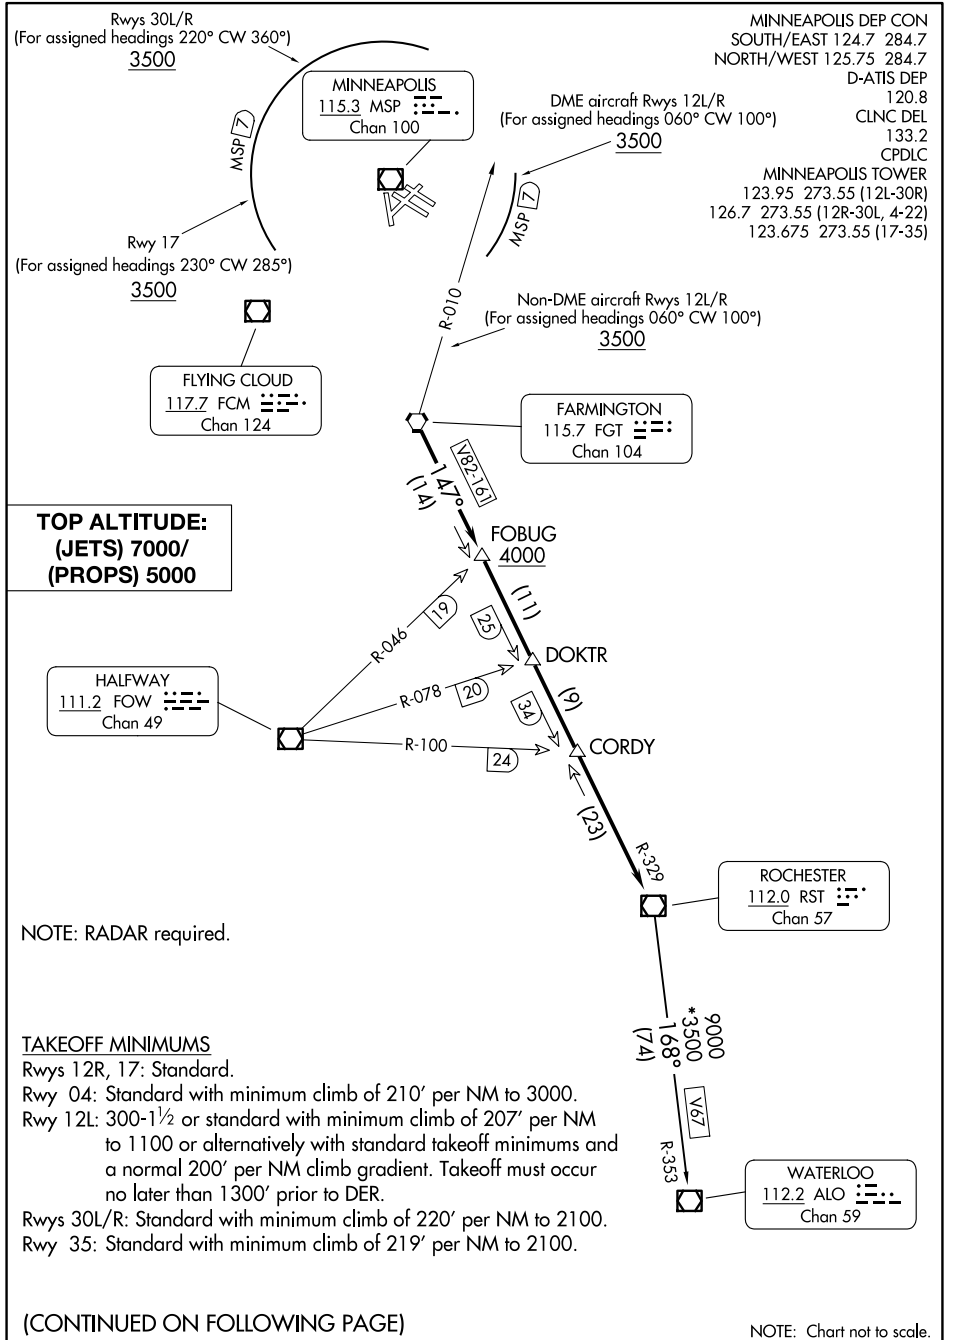 Rwys 30L/R
(For assigned headings 220° CW 360°)
3500
MINNEAPOLIS DEP CON
SOUTH/EAST 124.7 284.7
NORTH/WEST 125.75 284.7
D-ATIS DEP
120.8
CLNC DEL
133.2
CPDLC
MINNEAPOLIS TOWER
123.95 273.55 (12L-30R)
126.7 273.55 (12R-30L, 4-22)
123.675 273.55 (17-35)
MINNEAPOLIS
115.3 MSP
Chan 100
DME aircraft Rwys 12L/R
(For assigned headings 060° CW 100°)
3500
MSP 7
MSP 7
Rwy 17
(For assigned headings 230° CW 285°)
3500
R-010
Non-DME aircraft Rwys 12L/R
(For assigned headings 060° CW 100°)
3500
FLYING CLOUD
117.7 FCM
Chan 124
FARMINGTON
115.7 FGT
Chan 104
V82-161
147°
(14)
TOP ALTITUDE:
(JETS) 7000/
(PROPS) 5000
FOBUG
4000
(11)
19
25
R-046
DOKTR
HALFWAY
111.2 FOW
Chan 49
R-078
20
(9)
34
R-100
24
CORDY
(23)
R-329
ROCHESTER
112.0 RST
Chan 57
NOTE: RADAR required.
9000
*3500
168°
(74)
V67
R-353
WATERLOO
112.2 ALO
Chan 59
TAKEOFF MINIMUMS
Rwys 12R, 17: Standard.
Rwy 04: Standard with minimum climb of 210' per NM to 3000.
Rwy 12L: 300-1½ or standard with minimum climb of 207' per NM
to 1100 or alternatively with standard takeoff minimums and
a normal 200' per NM climb gradient. Takeoff must occur
no later than 1300' prior to DER.
Rwys 30L/R: Standard with minimum climb of 220' per NM to 2100.
Rwy 35: Standard with minimum climb of 219' per NM to 2100.
(CONTINUED ON FOLLOWING PAGE)
NOTE: Chart not to scale.